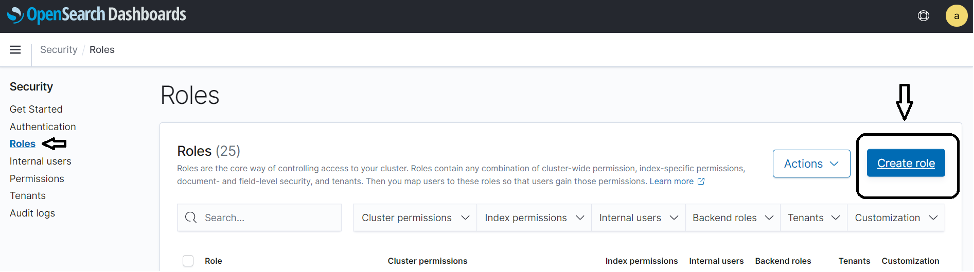 OpenSearch Dashboards
a
Security / Roles
Security
Get Started
Authentication
Roles
Internal users
Permissions
Tenants
Audit logs
Roles
Roles (25)
Roles are the core way of controlling access to your cluster. Roles contain any combination of cluster-wide permission, index-specific permissions,
document- and field-level security, and tenants. Then you map users to these roles so that users gain those permissions. Learn more
Actions
Create role
Search...
Cluster permissions
Index permissions
Internal users
Backend roles
Tenants
Customization
Role Cluster permissions Index permissions Internal users Backend roles Tenants Customization